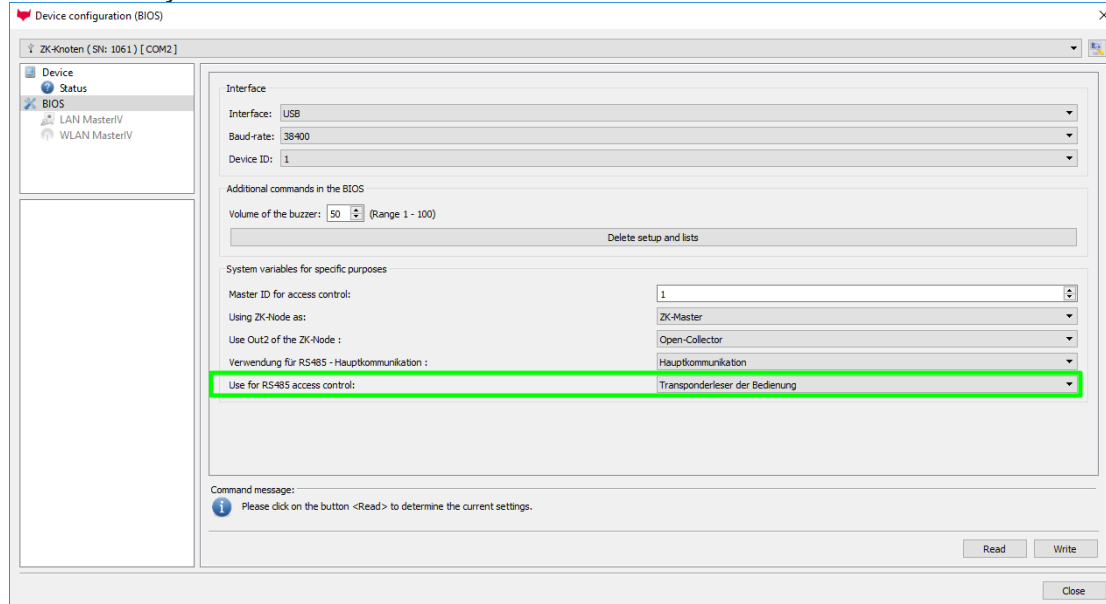 Device configuration (BIOS)
ZK-Knoten ( SN: 1061 ) [ COM2 ]
Device
Status
BIOS
LAN MasterIV
WLAN MasterIV
Interface
Interface: USB
Baud-rate: 38400
Device ID: 1
Additional commands in the BIOS
Volume of the buzzer: 50 (Range 1 - 100)
Delete setup and lists
System variables for specific purposes
Master ID for access control: 1
Using ZK-Node as: ZK-Master
Use Out2 of the ZK-Node : Open-Collector
Verwendung für RS485 - Hauptkommunikation : Hauptkommunikation
Use for RS485 access control: Transponderleser der Bedienung
Command message:
Please click on the button <Read> to determine the current settings.
Read Write
Close